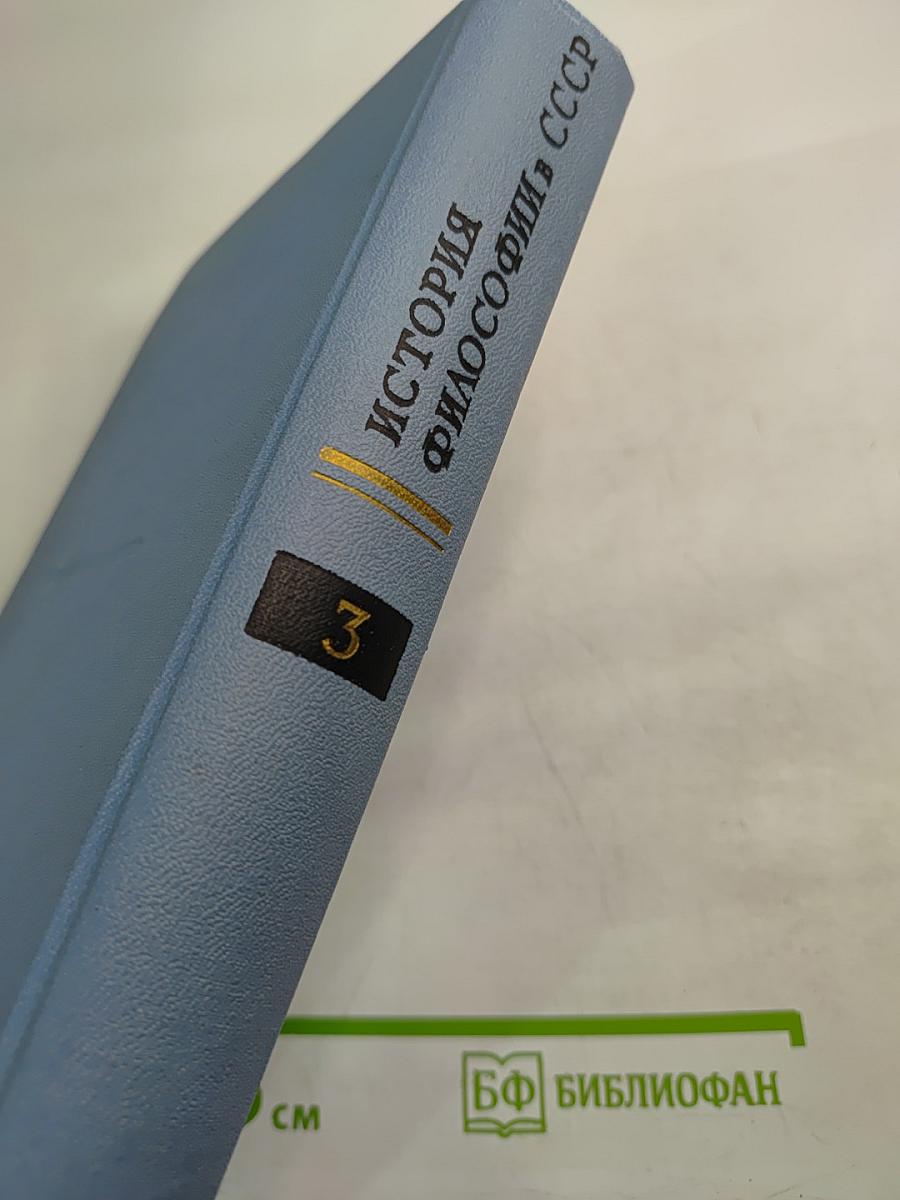 ИСТОРИЯ
ФИЛОСОФИИ в СССР
3
см
БФ БИБЛИОФАН